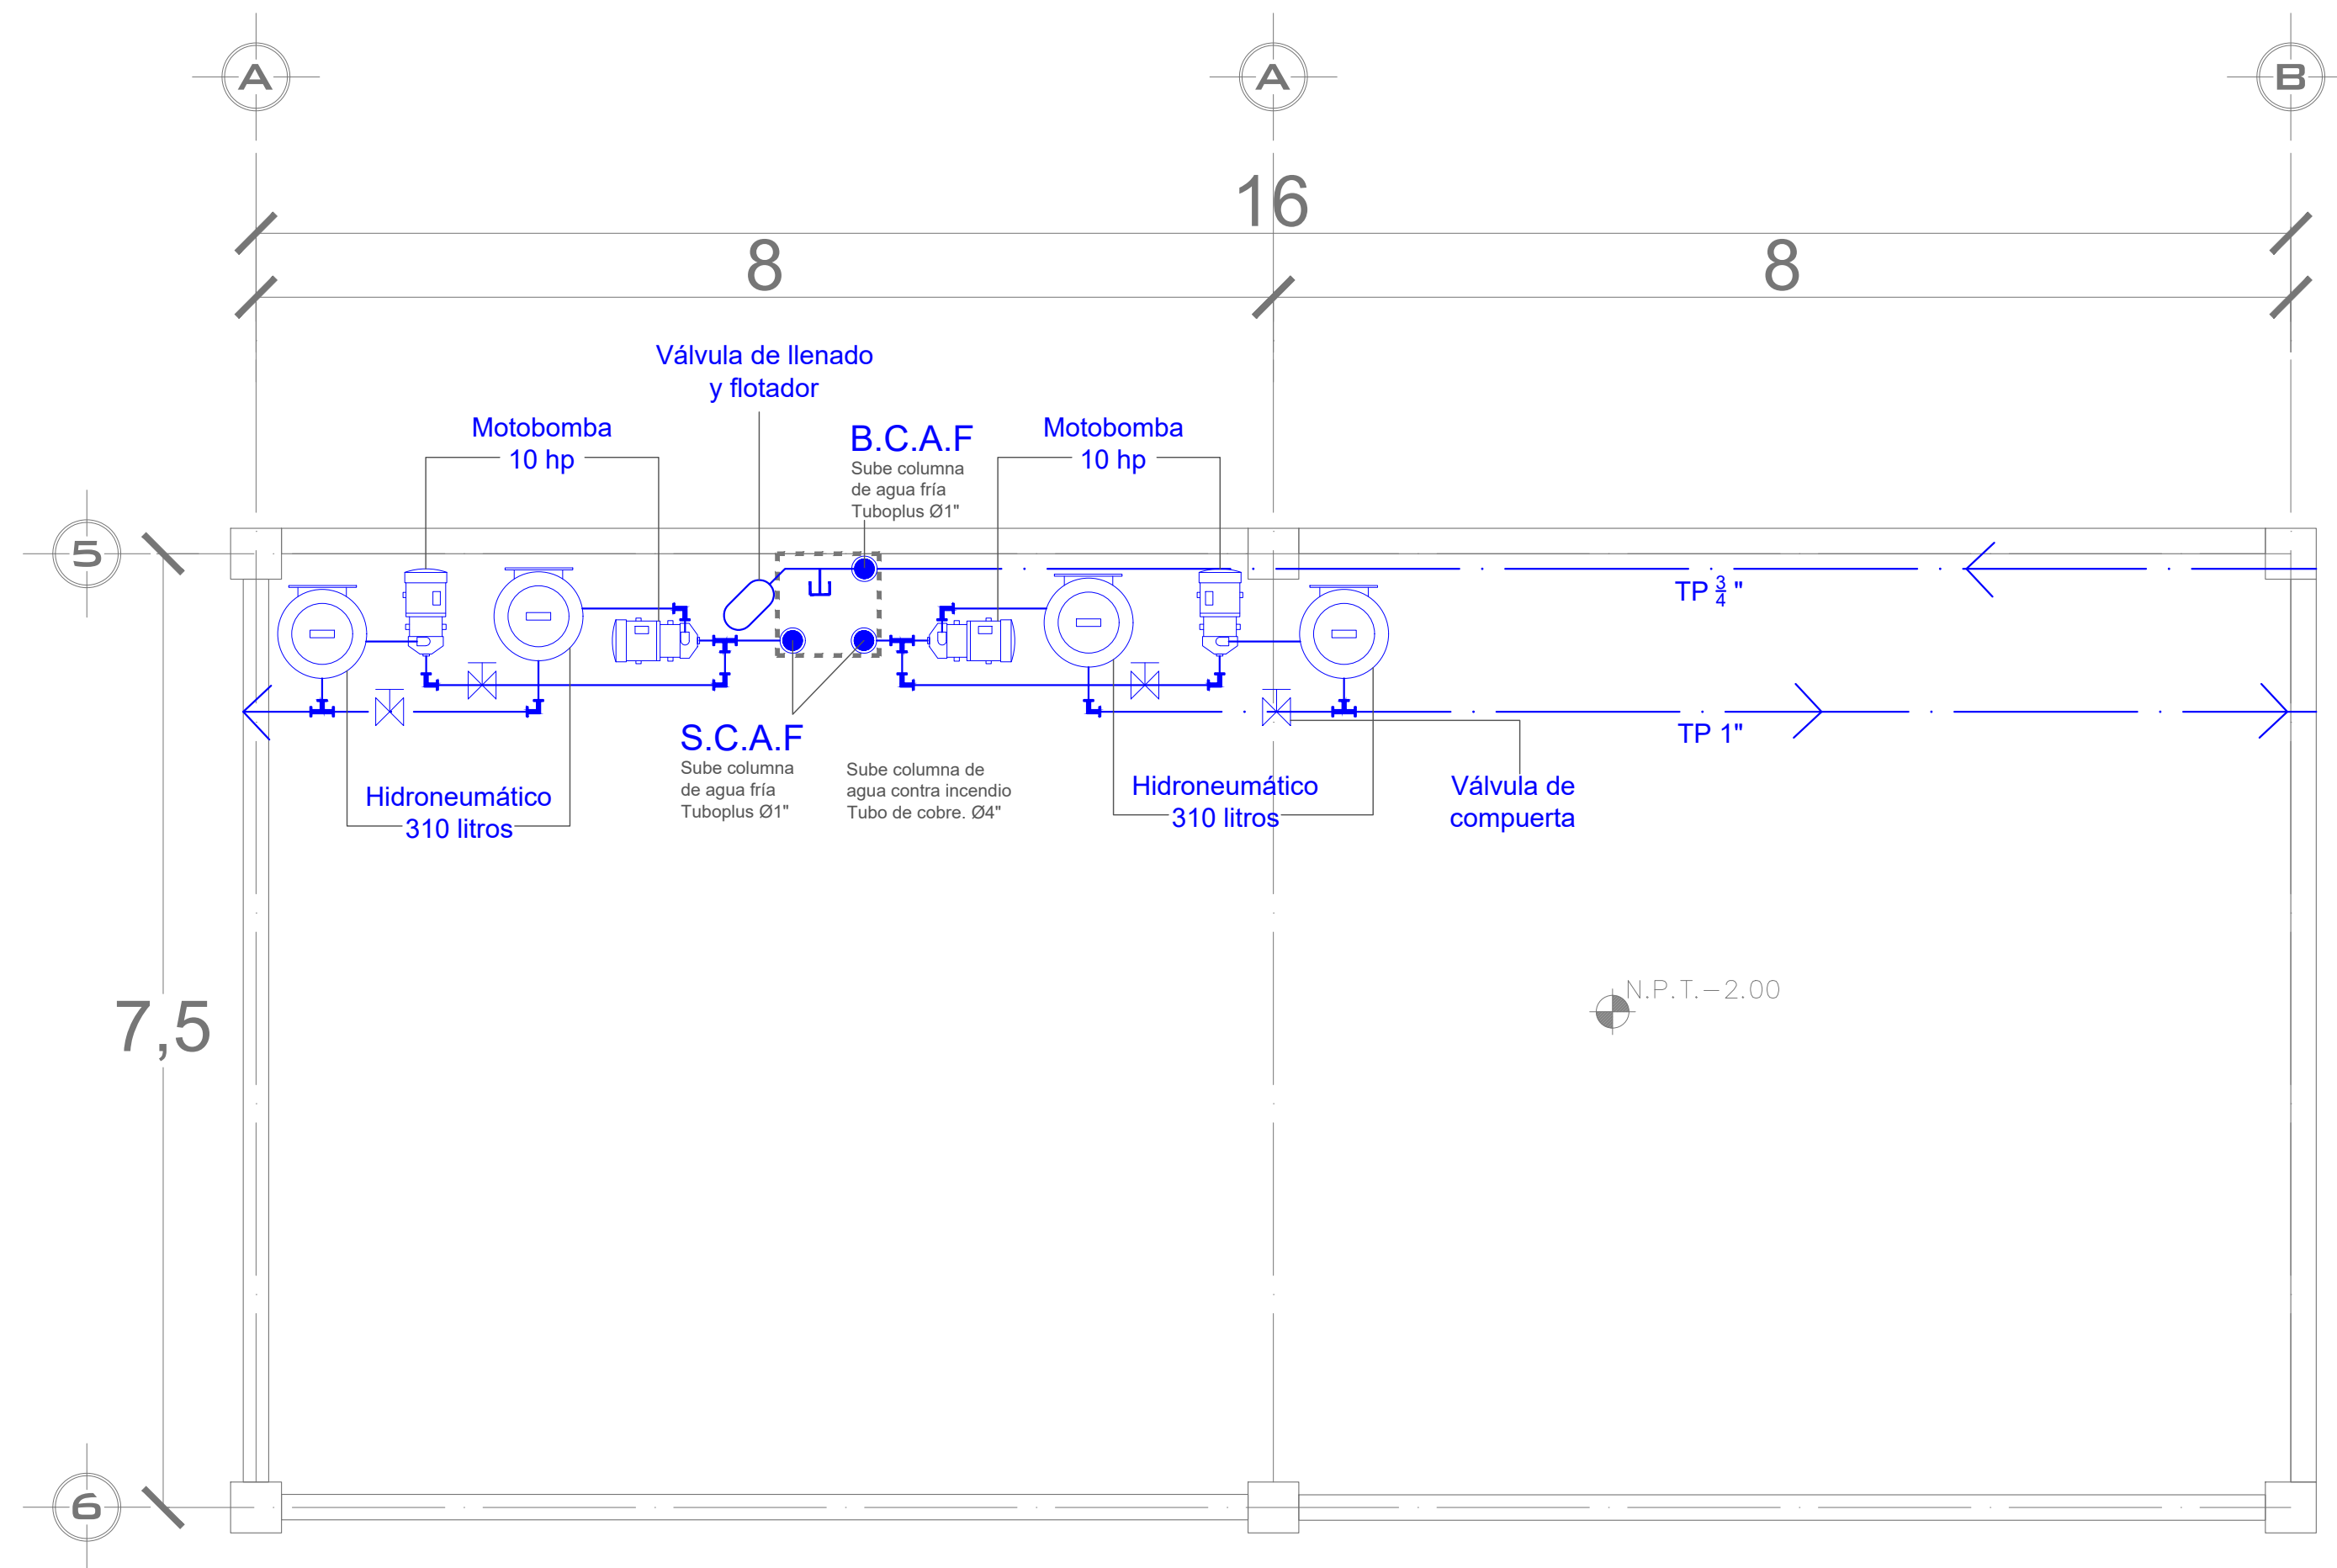 A
A
B
16
8
8
Válvula de llenado
y flotador
Motobomba
10 hp
B.C.A.F
Sube columna
de agua fría
Tuboplus Ø1"
Motobomba
10 hp
5
TP 3/4 "
TP 1"
S.C.A.F
Sube columna
de agua fría
Tuboplus Ø1"
Sube columna de
agua contra incendio
Tubo de cobre. Ø4"
Hidroneumático
310 litros
Hidroneumático
310 litros
Válvula de
compuerta
N.P.T.-2.00
7,5
6